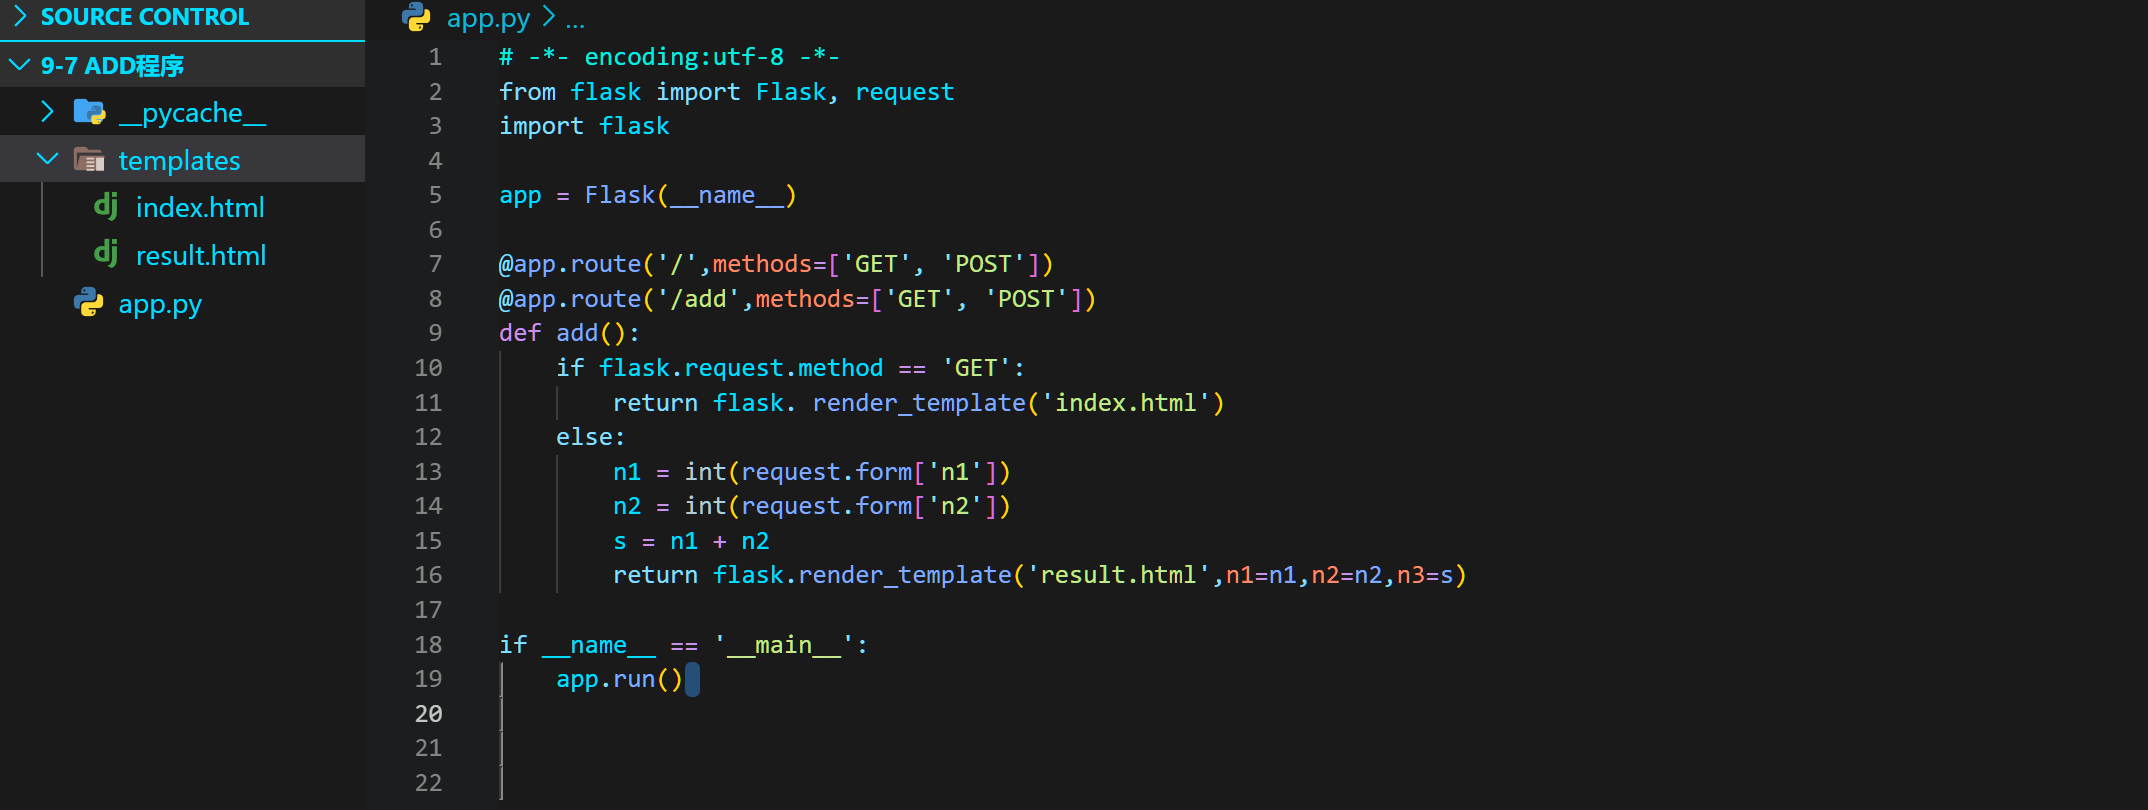 SOURCE CONTROL
9-7 ADD程序
__pycache__
templates
dj index.html
dj result.html
app.py
app.py > ...
1 # -*- encoding:utf-8 -*-
2 from flask import Flask, request
3 import flask
4
5 app = Flask(__name__)
6
7 @app.route('/',methods=['GET', 'POST'])
8 @app.route('/add',methods=['GET', 'POST'])
9 def add():
10     if flask.request.method == 'GET':
11         return flask. render_template('index.html')
12     else:
13         n1 = int(request.form['n1'])
14         n2 = int(request.form['n2'])
15         s = n1 + n2
16         return flask.render_template('result.html',n1=n1,n2=n2,n3=s)
17
18 if __name__ == '__main__':
19     app.run()
20
21
22